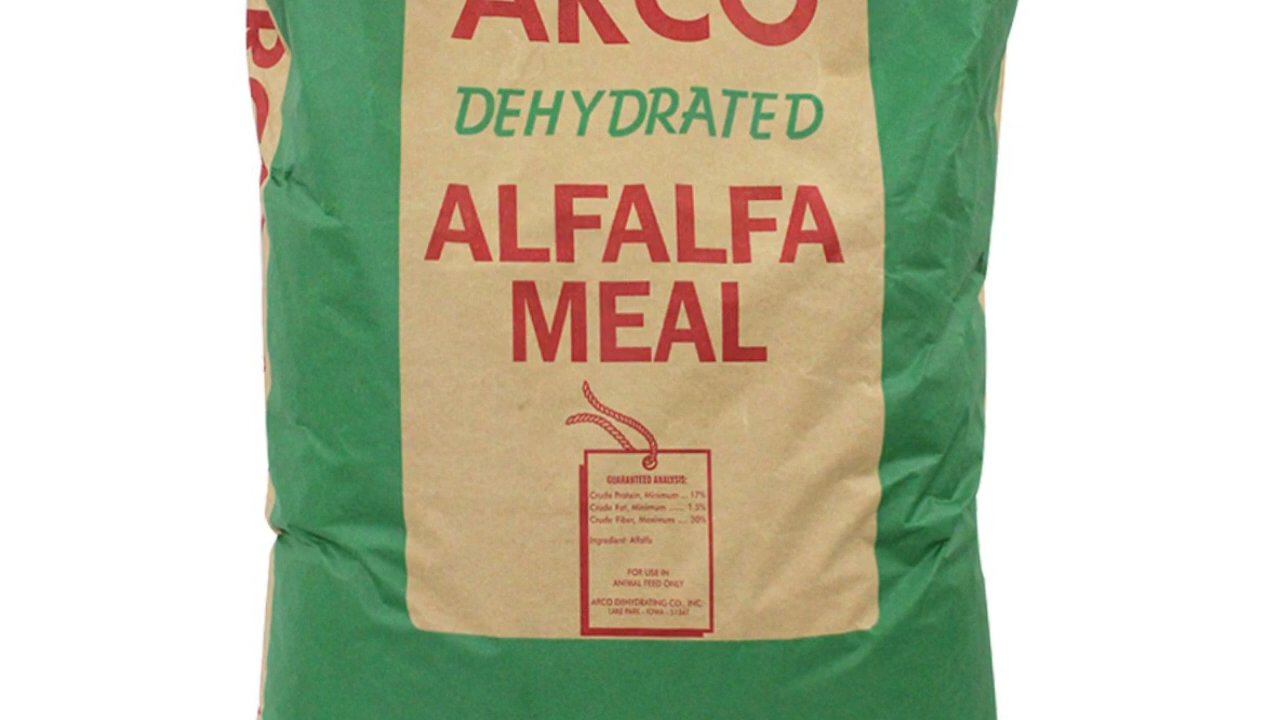 ARCO
DEHYDRATED
ALFALFA
MEAL
GUARANTEED ANALYSIS:
Crude Protein, Minimum ... 17%
Crude Fat, Minimum ...... 1.5%
Crude Fiber, Maximum .... 30%
Ingredient: Alfalfa
FOR USE IN
ANIMAL FEED ONLY
ARCO DEHYDRATING CO., INC.
LAKE PARK - IOWA - 51347